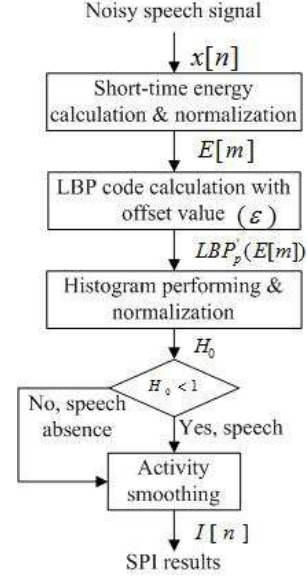 Noisy speech signal
x[n]
Short-time energy
calculation & normalization
E[m]
LBP code calculation with
offset value (ε)
LBP'ₚ(E[m])
Histogram performing &
normalization
H₀
H₀ < 1
No, speech
absence
Yes, speech
Activity
smoothing
I[n]
SPI results